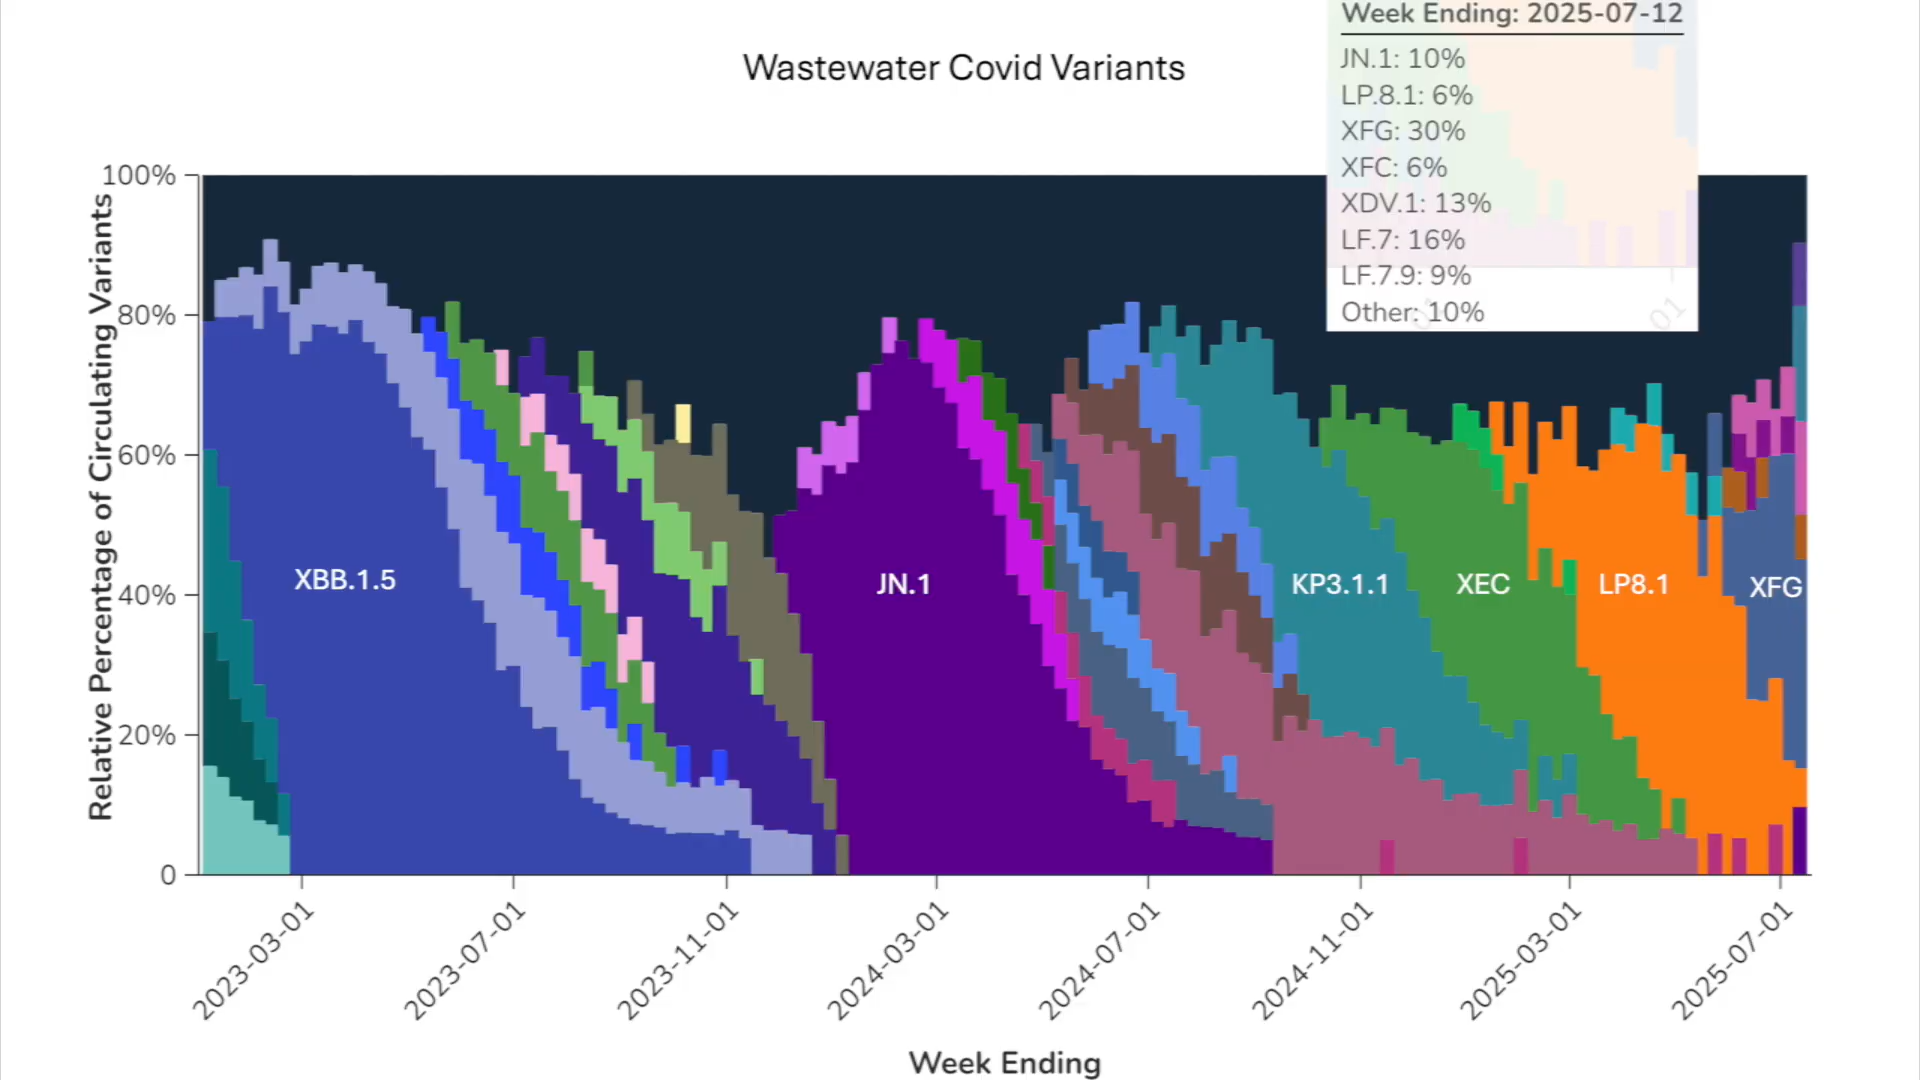 Week Ending: 2025-07-12
Wastewater Covid Variants
JN.1: 10%
LP.8.1: 6%
XFG: 30%
XFC: 6%
XDV.1: 13%
LF.7: 16%
LF.7.9: 9%
Other: 10%
01
01
Relative Percentage of Circulating Variants
100%
80%
60%
40%
20%
0
XBB.1.5
JN.1
KP3.1.1
XEC
LP8.1
XFG
2023-03-01
2023-07-01
2023-11-01
2024-03-01
2024-07-01
2024-11-01
2025-03-01
2025-07-01
Week Ending